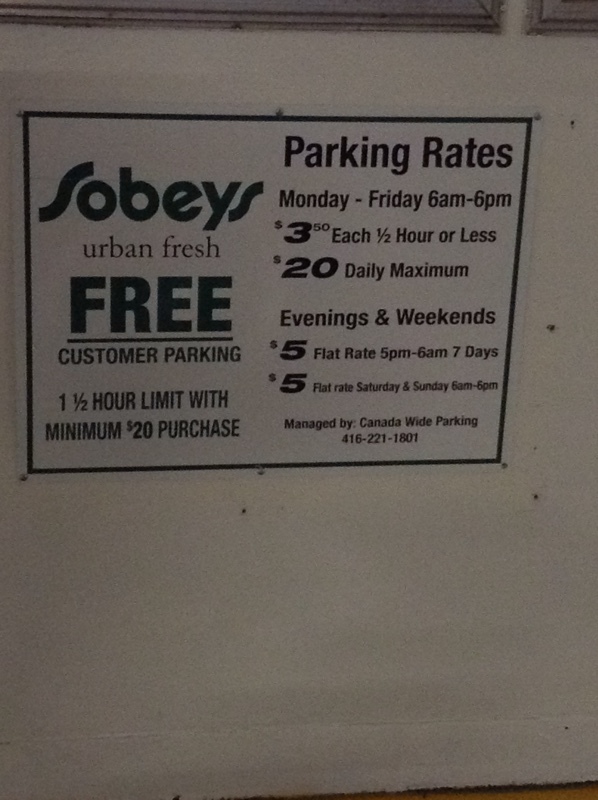 Sobeys
urban fresh
FREE
CUSTOMER PARKING
1 ½ HOUR LIMIT WITH
MINIMUM $20 PURCHASE
Parking Rates
Monday - Friday 6am-6pm
$3.50 Each ½ Hour or Less
$20 Daily Maximum
Evenings & Weekends
$5 Flat Rate 5pm-6am 7 Days
$5 Flat rate Saturday & Sunday 6am-6pm
Managed by: Canada Wide Parking
416-221-1801